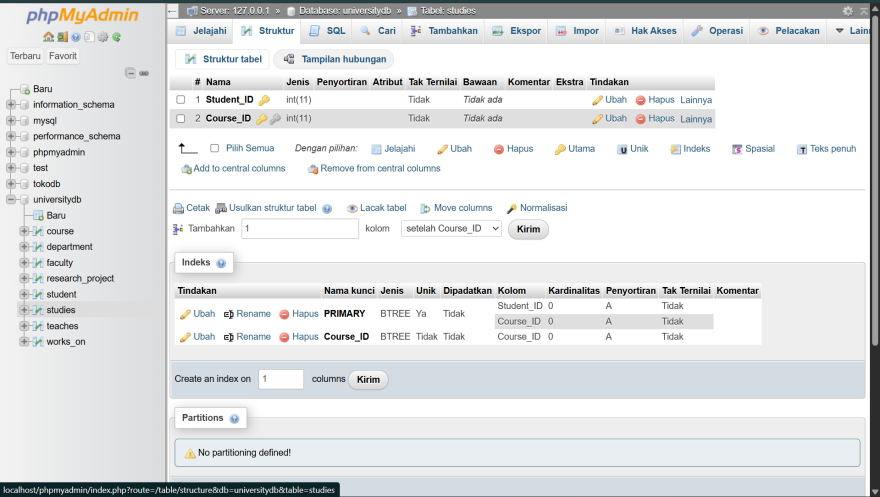 phpMyAdmin
Terbaru Favorit
Baru
information_schema
mysql
performance_schema
phpmyadmin
test
tokodb
universitydb
Baru
course
department
faculty
research_project
student
studies
teaches
works_on
Server: 127.0.0.1 » Database: universitydb » Tabel: studies
Jelajahi Struktur SQL Cari Tambahkan Ekspor Impor Hak Akses Operasi Pelacakan Lain
Struktur tabel Tampilan hubungan
# Nama Jenis Penyortiran Atribut Tak Ternilai Bawaan Komentar Ekstra Tindakan
1 Student_ID int(11) Tidak Tidak ada Ubah Hapus Lainnya
2 Course_ID int(11) Tidak Tidak ada Ubah Hapus Lainnya
Pilih Semua Dengan pilihan: Jelajahi Ubah Hapus Utama Unik Indeks Spasial Teks penuh
Add to central columns Remove from central columns
Cetak Usulkan struktur tabel Lacak tabel Move columns Normalisasi
Tambahkan 1 kolom setelah Course_ID Kirim
Indeks
Tindakan Nama kunci Jenis Unik Dipadatkan Kolom Kardinalitas Penyortiran Tak Ternilai Komentar
Ubah Rename Hapus PRIMARY BTREE Ya Tidak Student_ID 0 A Tidak
Course_ID 0 A Tidak
Ubah Rename Hapus Course_ID BTREE Tidak Tidak Course_ID 0 A Tidak
Create an index on 1 columns Kirim
Partitions
No partitioning defined!
localhost/phpmyadmin/index.php?route=/table/structure&db=universitydb&table=studies